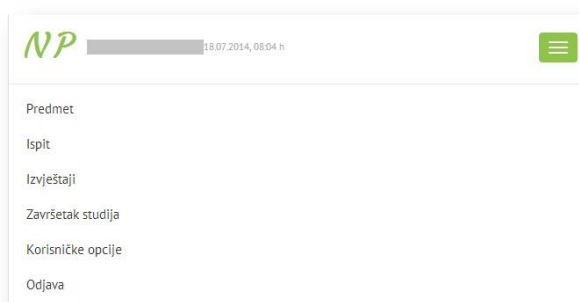 NP 18.07.2014, 08:04 h
Predmet
Ispit
Izvještaji
Završetak studija
Korisničke opcije
Odjava